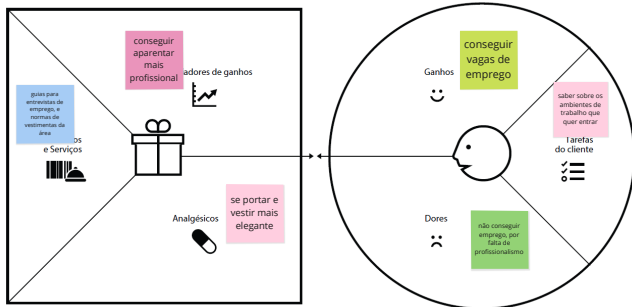 conseguir
aparentar
mais
profissional
adores de ganhos
guias para
entrevistas de
emprego, e
normas de
vestimentas da
área
os
e Serviços
Analgésicos
se portar e
vestir mais
elegante
conseguir
vagas de
emprego
Ganhos
saber sobre os
ambientes de
trabalho que
quer entrar
Tarefas
do cliente
Dores
não conseguir
emprego, por
falta de
profissionalismo